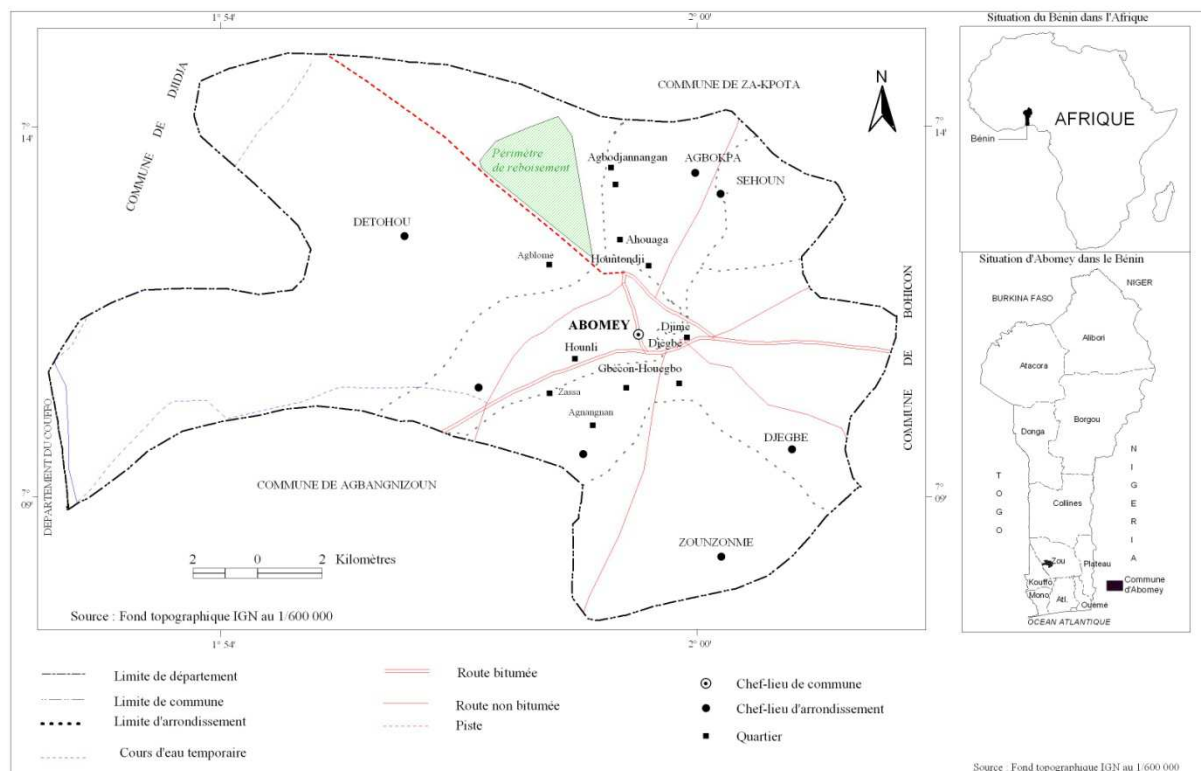 1° 54'
2° 00'
COMMUNE DE DJIDJA
COMMUNE DE ZA-KPOTA
N
7°
14'
7°
14'
Périmètre
de reboisement
Agbodjannangan
AGBOKPA
SEHOUN
DETOHOU
Ahouaga
Agblomè
Hountondji
ABOMEY
Djimè
Djègbé
Hounli
Gbècon-Houégbo
Zassa
Agnangnan
COMMUNE DE BOHICON
DJEGBE
DEPARTEMENT DU COUFFO
7°
09'
7°
09'
COMMUNE DE AGBANGNIZOUN
ZOUNZONME
2 0 2 Kilomètres
Source : Fond topographique IGN au 1/600 000
1° 54'
2° 00'
Situation du Bénin dans l'Afrique
AFRIQUE
Bénin
Situation d'Abomey dans le Bénin
NIGER
BURKINA FASO
Alibori
Atacora
Borgou
Donga
TOGO
NIGERIA
Collines
Zou
Plateau
Kouffo
Mono
Atl.
Ouémé
Commune
d'Abomey
OCEAN ATLANTIQUE
Limite de département
Limite de commune
Limite d'arrondissement
Cours d'eau temporaire
Route bitumée
Route non bitumée
Piste
Chef-lieu de commune
Chef-lieu d'arrondissement
Quartier
Source : Fond topographique IGN au 1/600 000